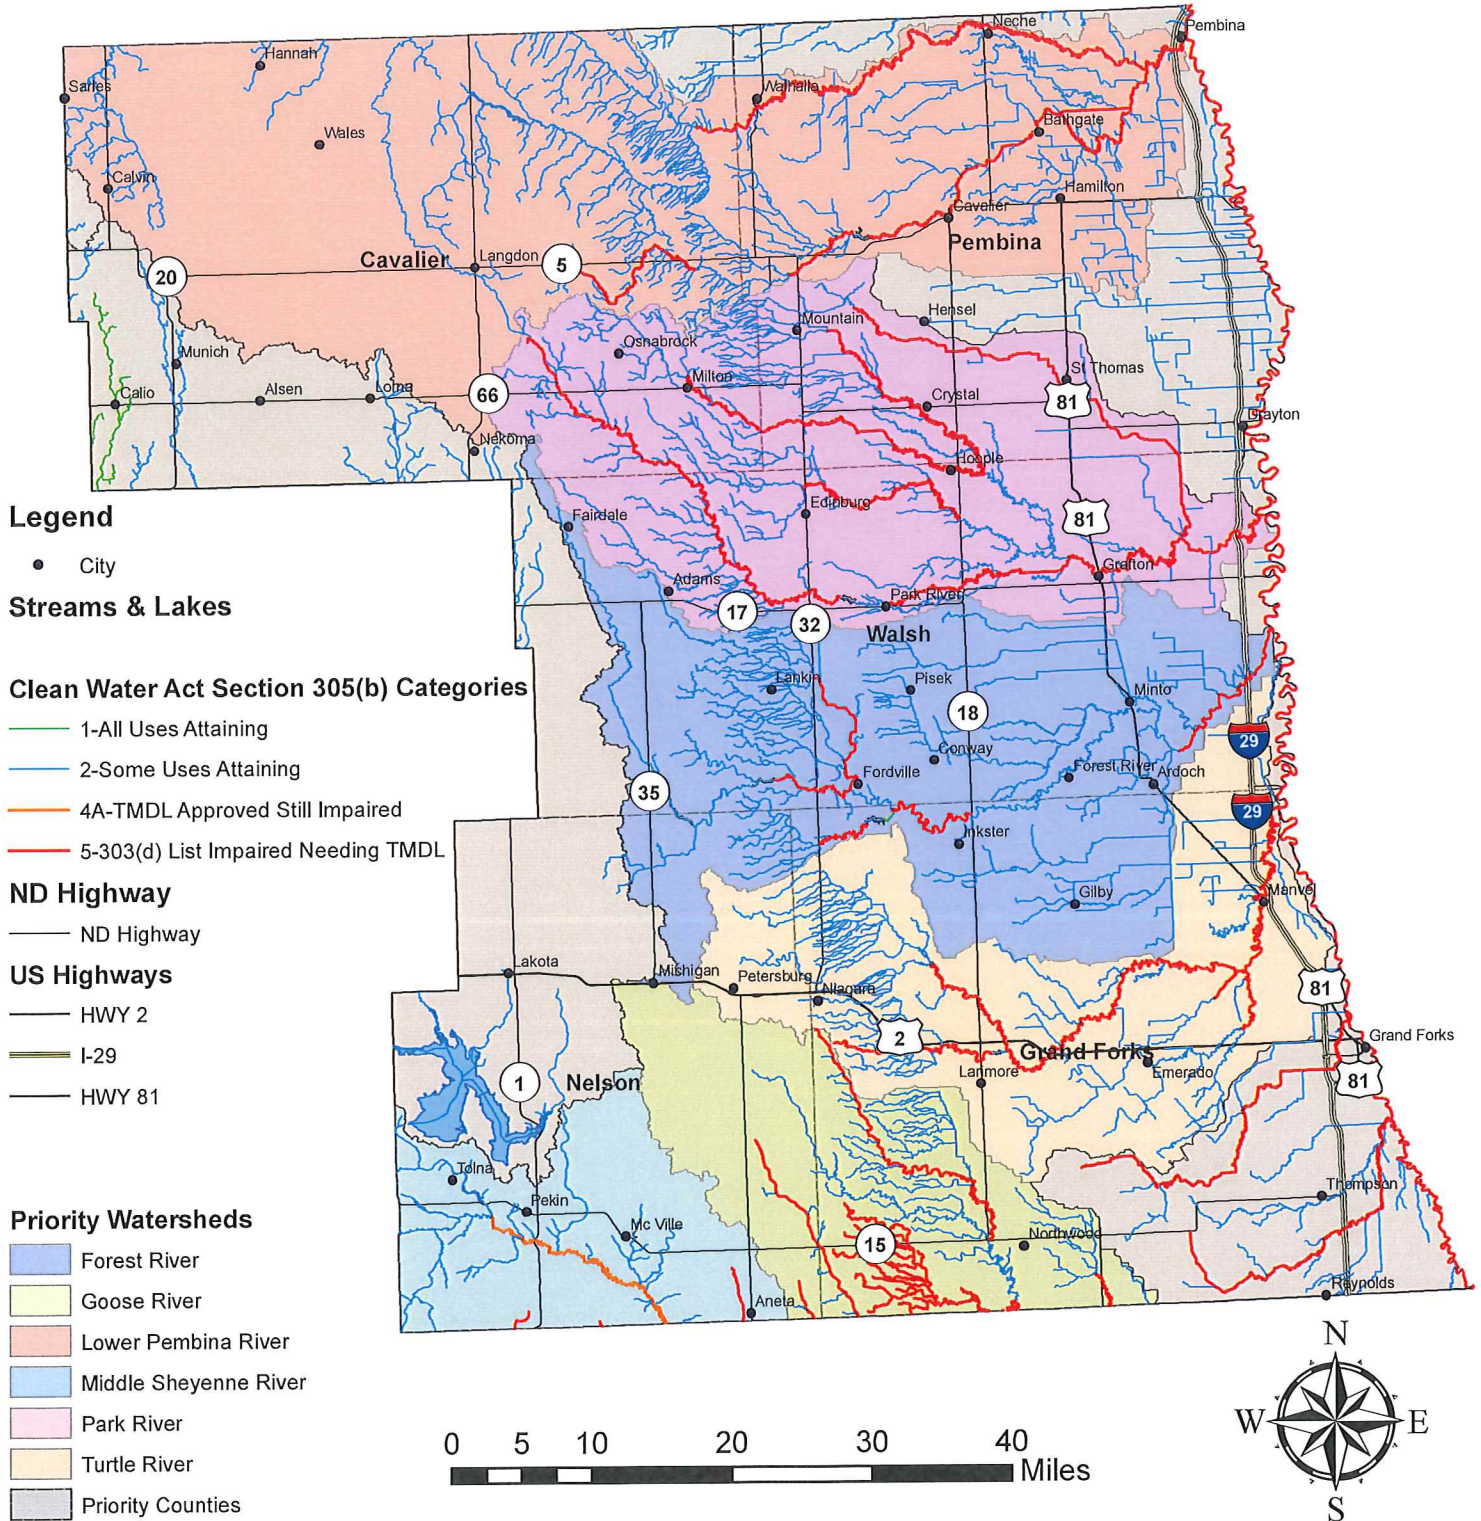 Neche
Pembina
Hannah
Sarles
Walhalla
Wales
Bathgate
Calvin
Hamilton
Cavalier
Pembina
Cavalier
Langdon
5
20
Hensel
Mountain
Osnabrock
Munich
St Thomas
Milton
Calio
Alsen
Loma
66
Crystal
81
Drayton
Nekoma
Hoople
Edinburg
81
Fairdale
Grafton
Adams
17
32
Park River
Walsh
Lankin
Pisek
Minto
18
29
Conway
Forest River
Ardoch
Fordville
35
29
Inkster
Gilby
Manvel
Lakota
Michigan
Petersburg
Niagara
81
2
Grand Forks
Grand Forks
Emerado
Larimore
1
Nelson
81
Tolna
Pekin
Mc Ville
Thompson
15
Northwood
Aneta
Reynolds
Legend
City
Streams & Lakes
Clean Water Act Section 305(b) Categories
1-All Uses Attaining
2-Some Uses Attaining
4A-TMDL Approved Still Impaired
5-303(d) List Impaired Needing TMDL
ND Highway
ND Highway
US Highways
HWY 2
I-29
HWY 81
Priority Watersheds
Forest River
Goose River
Lower Pembina River
Middle Sheyenne River
Park River
Turtle River
Priority Counties
0 5 10 20 30 40
Miles
N
W E
S